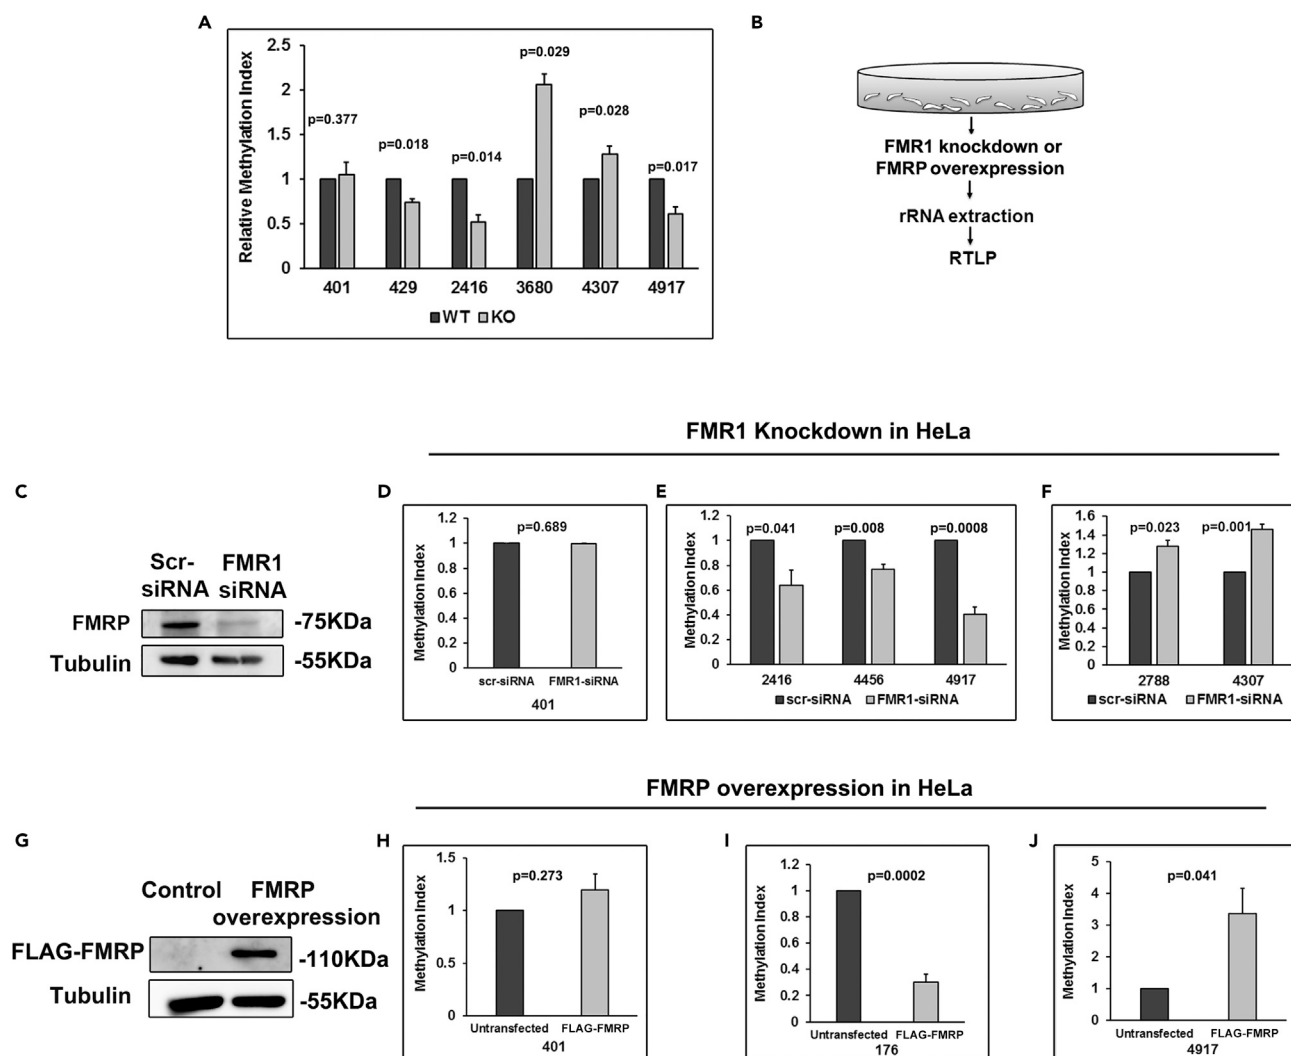 A
2.5
2
1.5
1
0.5
0
Relative Methylation Index
p=0.377
p=0.018
p=0.014
p=0.029
p=0.028
p=0.017
401 429 2416 3680 4307 4917
WT KO
B
FMR1 knockdown or
FMRP overexpression
rRNA extraction
RTLP
FMR1 Knockdown in HeLa
C
Scr-
siRNA
FMR1
siRNA
FMRP
-75KDa
Tubulin
-55KDa
D
1.2
1
0.8
0.6
0.4
0.2
0
Methylation Index
p=0.689
scr-siRNA FMR1-siRNA
401
E
1.2
1
0.8
0.6
0.4
0.2
0
Methylation Index
p=0.041 p=0.008 p=0.0008
2416 4456 4917
scr-siRNA FMR1-siRNA
F
1.6
1.4
1.2
1
0.8
0.6
0.4
0.2
0
Methylation Index
p=0.023 p=0.001
2788 4307
scr-siRNA FMR1-siRNA
FMRP overexpression in HeLa
G
Control
FMRP
overexpression
FLAG-FMRP
-110KDa
Tubulin
-55KDa
H
1.5
1
0.5
0
Methylation Index
p=0.273
Untransfected FLAG-FMRP
401
I
1.2
1
0.8
0.6
0.4
0.2
0
Methylation Index
p=0.0002
Untransfected FLAG-FMRP
176
J
5
4
3
2
1
0
Methylation Index
p=0.041
Untransfected FLAG-FMRP
4917